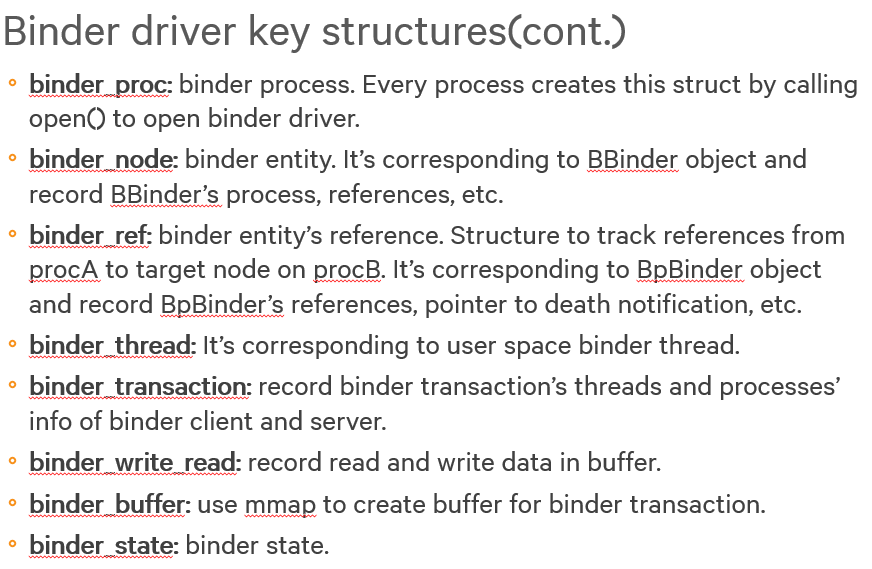 Binder driver key structures(cont.)
binder_proc: binder process. Every process creates this struct by calling
open() to open binder driver.
binder_node: binder entity. It’s corresponding to BBinder object and
record BBinder’s process, references, etc.
binder_ref: binder entity’s reference. Structure to track references from
procA to target node on procB. It’s corresponding to BpBinder object
and record BpBinder’s references, pointer to death notification, etc.
binder_thread: It’s corresponding to user space binder thread.
binder_transaction: record binder transaction’s threads and processes’
info of binder client and server.
binder_write_read: record read and write data in buffer.
binder_buffer: use mmap to create buffer for binder transaction.
binder_state: binder state.